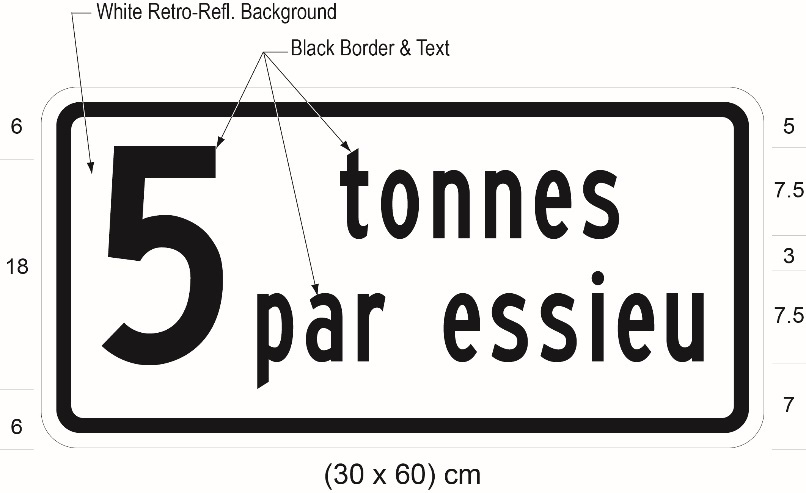 White Retro-Refl. Background
Black Border & Text
6
18
6
5
tonnes
par essieu
5
7.5
3
7.5
7
(30 x 60) cm